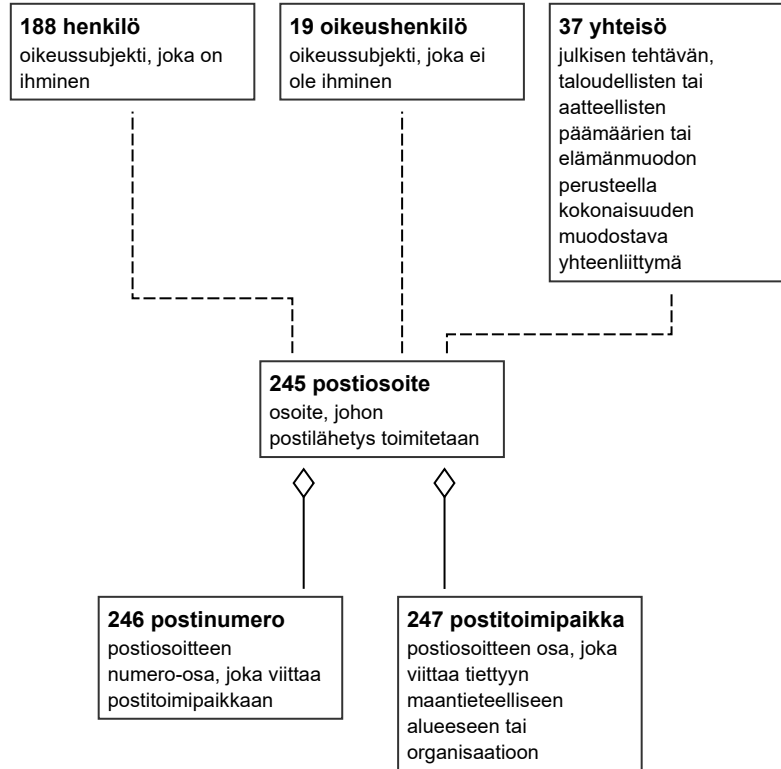 188 henkilö
oikeussubjekti, joka on
ihminen
19 oikeushenkilö
oikeussubjekti, joka ei
ole ihminen
37 yhteisö
julkisen tehtävän,
taloudellisten tai
aatteellisten
päämäärien tai
elämänmuodon
perusteella
kokonaisuuden
muodostava
yhteenliittymä
245 postiosoite
osoite, johon
postilähetys toimitetaan
246 postinumero
postiosoitteen
numero-osa, joka viittaa
postitoimipaikkaan
247 postitoimipaikka
postiosoitteen osa, joka
viittaa tiettyyn
maantieteelliseen
alueeseen tai
organisaatioon